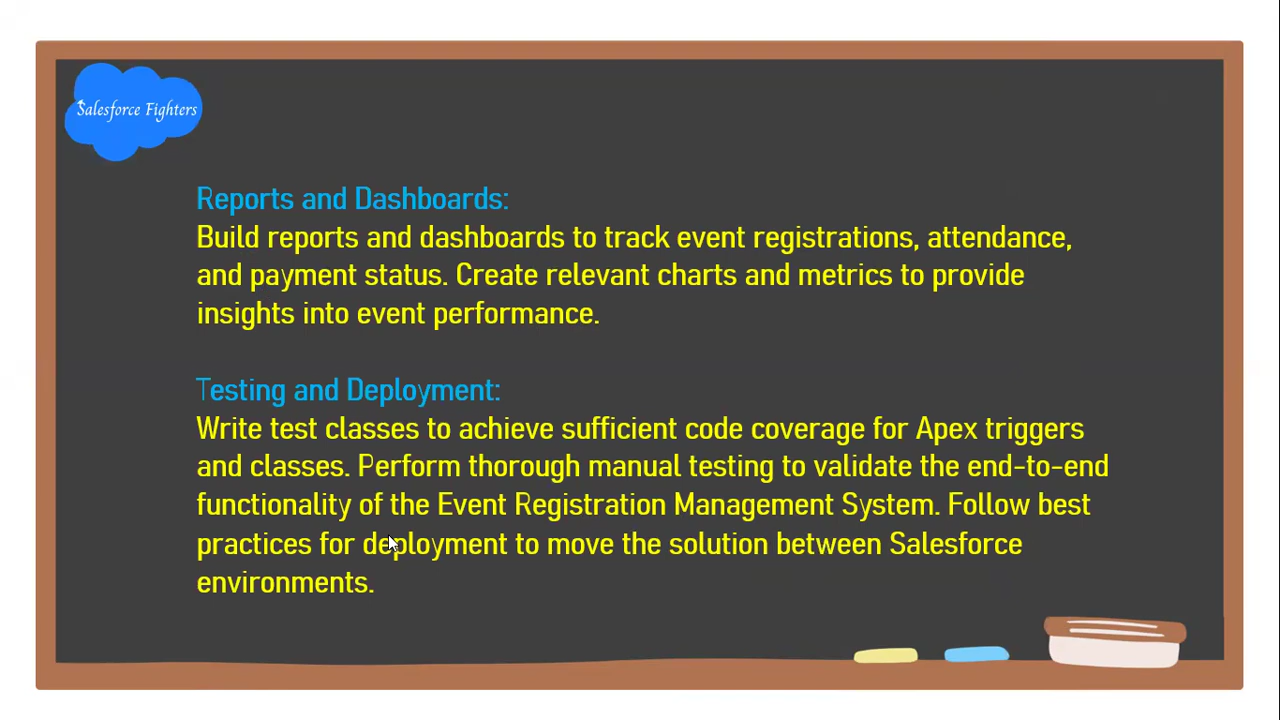 Salesforce Fighters
Reports and Dashboards:
Build reports and dashboards to track event registrations, attendance,
and payment status. Create relevant charts and metrics to provide
insights into event performance.
Testing and Deployment:
Write test classes to achieve sufficient code coverage for Apex triggers
and classes. Perform thorough manual testing to validate the end-to-end
functionality of the Event Registration Management System. Follow best
practices for deployment to move the solution between Salesforce
environments.